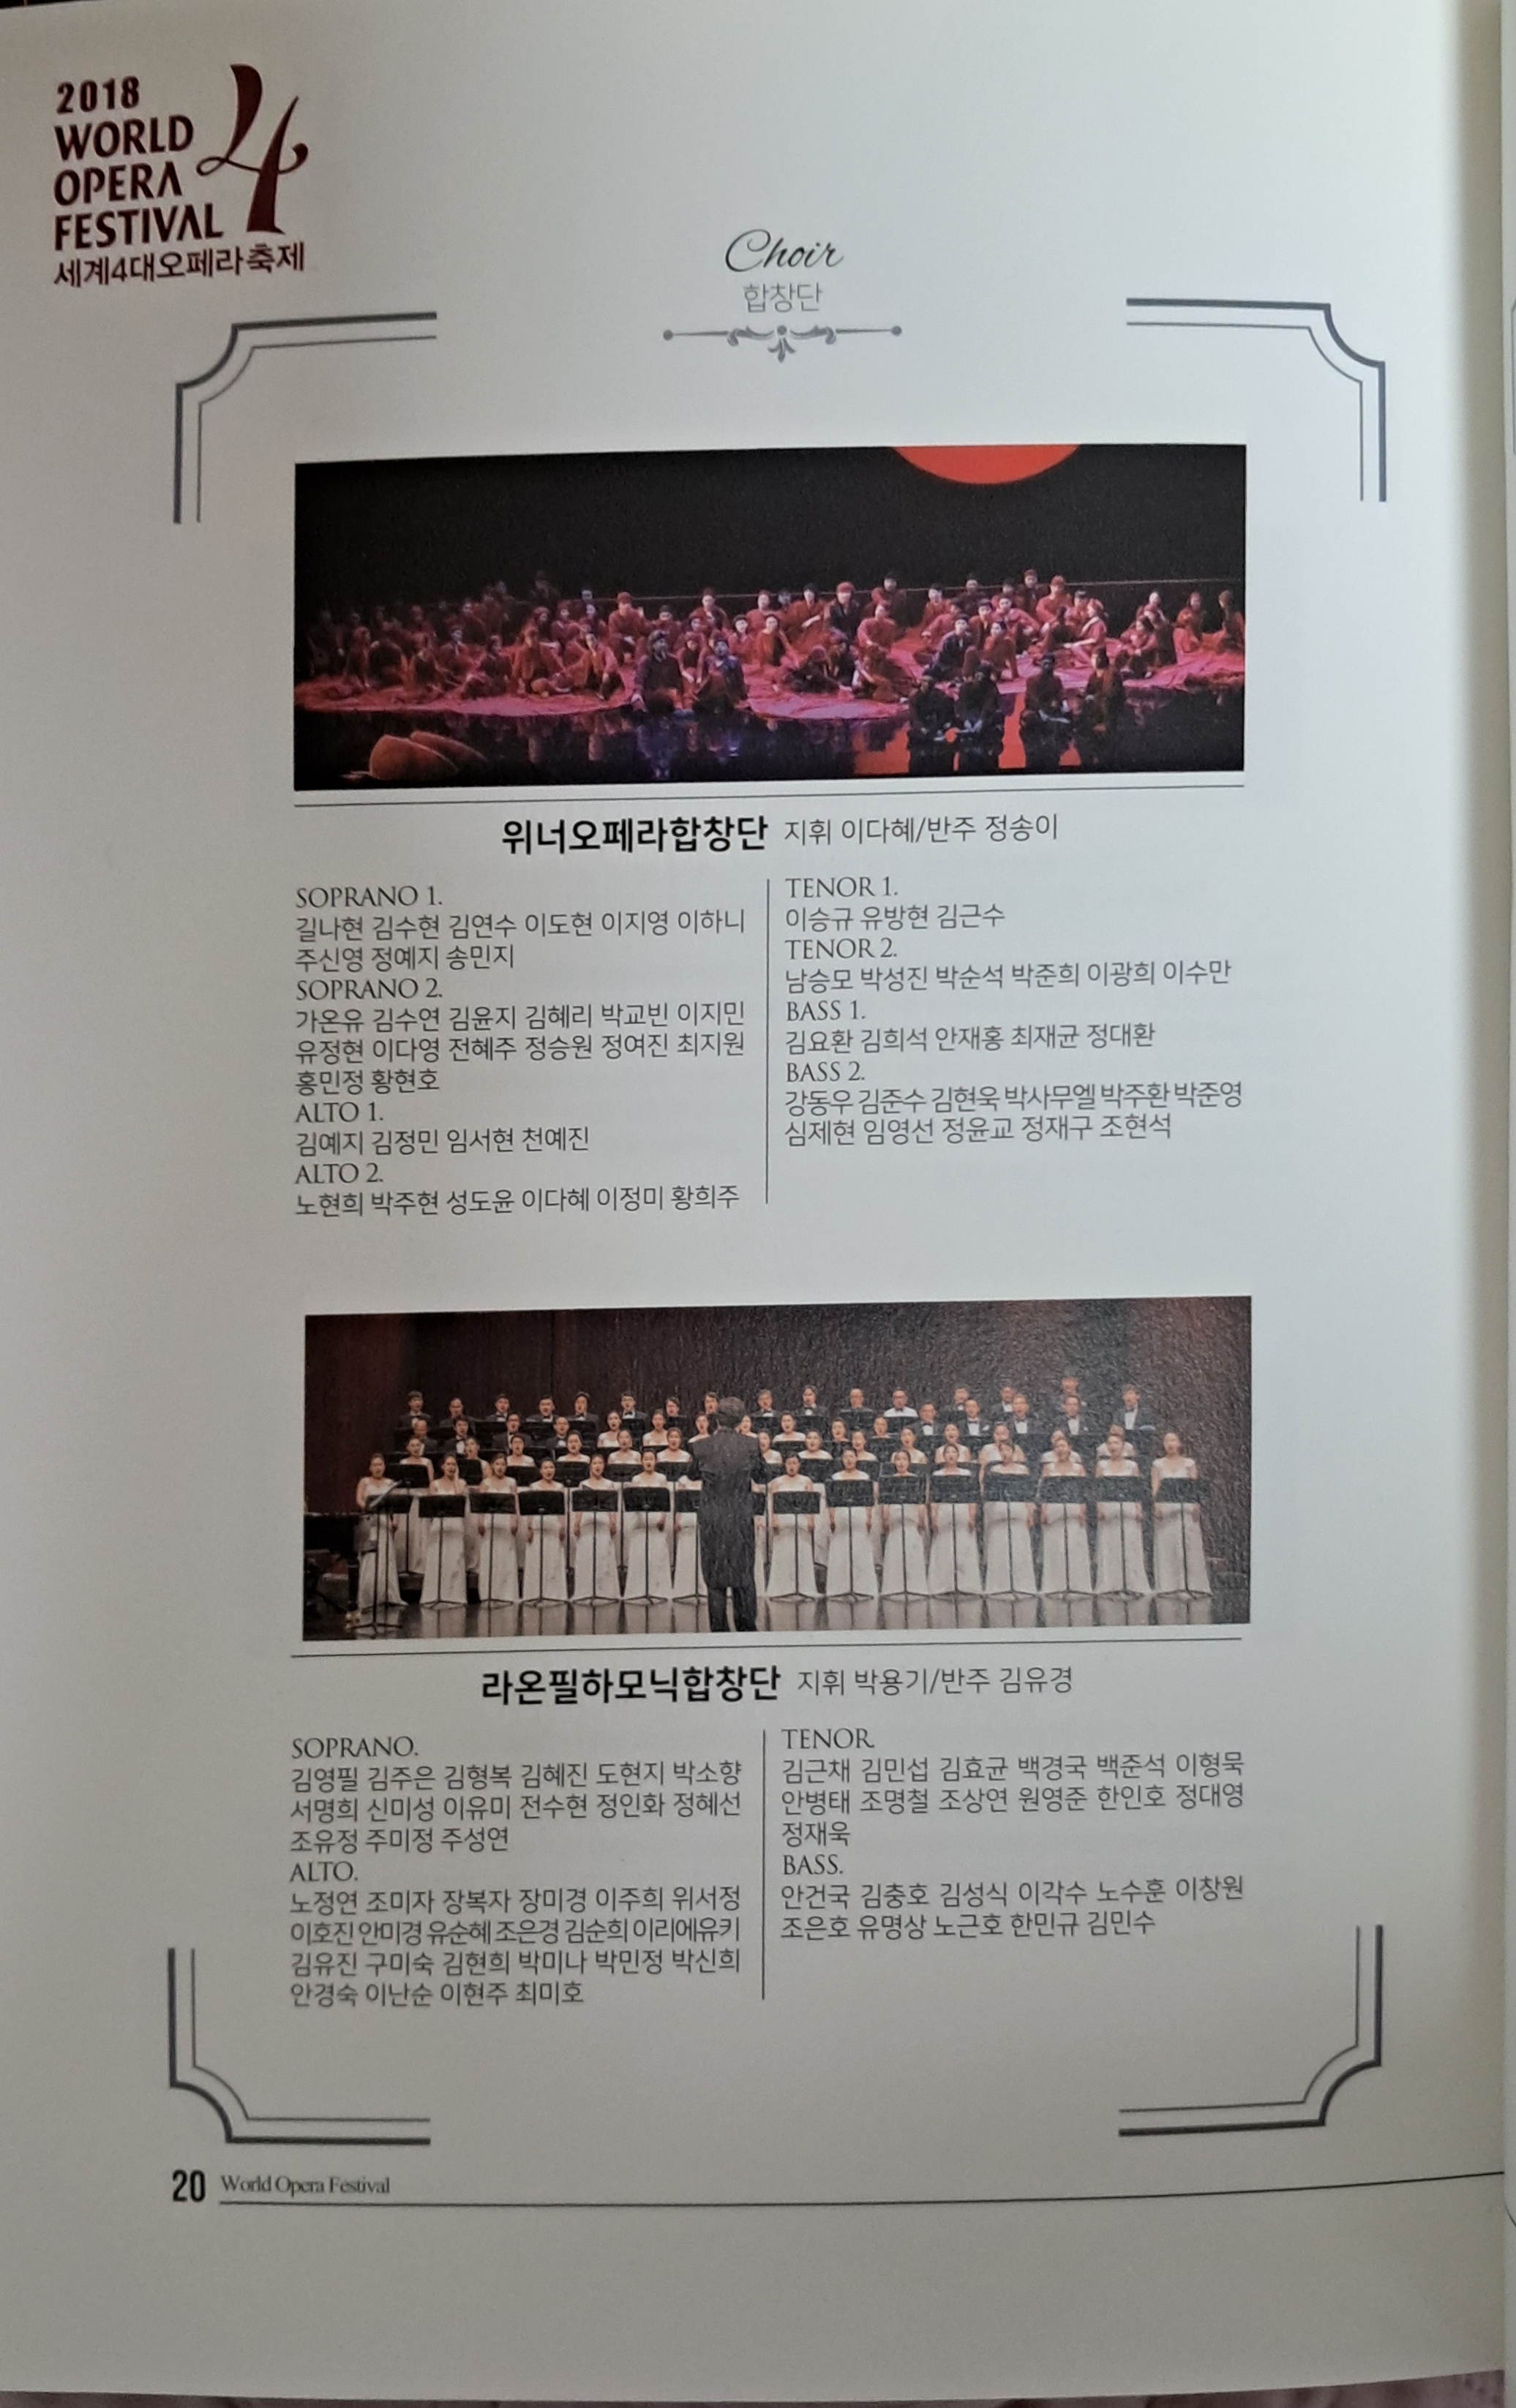 2018
WORLD
OPERA
FESTIVAL
4
세계4대오페라축제
Choir
합창단
위너오페라합창단 지휘 이다혜/반주 정송이
SOPRANO 1.
길나현 김수현 김연수 이도현 이지영 이하니
주신영 정예지 송민지
SOPRANO 2.
가온유 김수연 김윤지 김혜리 박교빈 이지민
유정현 이다영 전혜주 정승원 정여진 최지원
홍민정 황현호
ALTO 1.
김예지 김정민 임서현 천예진
ALTO 2.
노현희 박주현 성도윤 이다혜 이정미 황희주
TENOR 1.
이승규 유방현 김근수
TENOR 2.
남승모 박성진 박순석 박준희 이광희 이수만
BASS 1.
김요환 김희석 안재홍 최재균 정대환
BASS 2.
강동우 김준수 김현욱 박사무엘 박주환 박준영
심제현 임영선 정윤교 정재구 조현석
라온필하모닉합창단 지휘 박용기/반주 김유경
SOPRANO.
김영필 김주은 김형복 김혜진 도현지 박소향
서명희 신미성 이유미 전수현 정인화 정혜선
조유정 주미정 주성연
ALTO.
노정연 조미자 장복자 장미경 이주희 위서정
이호진 안미경 유순혜 조은경 김순희 이리에유키
김유진 구미숙 김현희 박미나 박민정 박신희
안경숙 이난순 이현주 최미호
TENOR.
김근채 김민섭 김효균 백경국 백준석 이형묵
안병태 조명철 조상연 원영준 한인호 정대영
정재욱
BASS.
안건국 김충호 김성식 이각수 노수훈 이창원
조은호 유명상 노근호 한민규 김민수
20 World Opera Festival